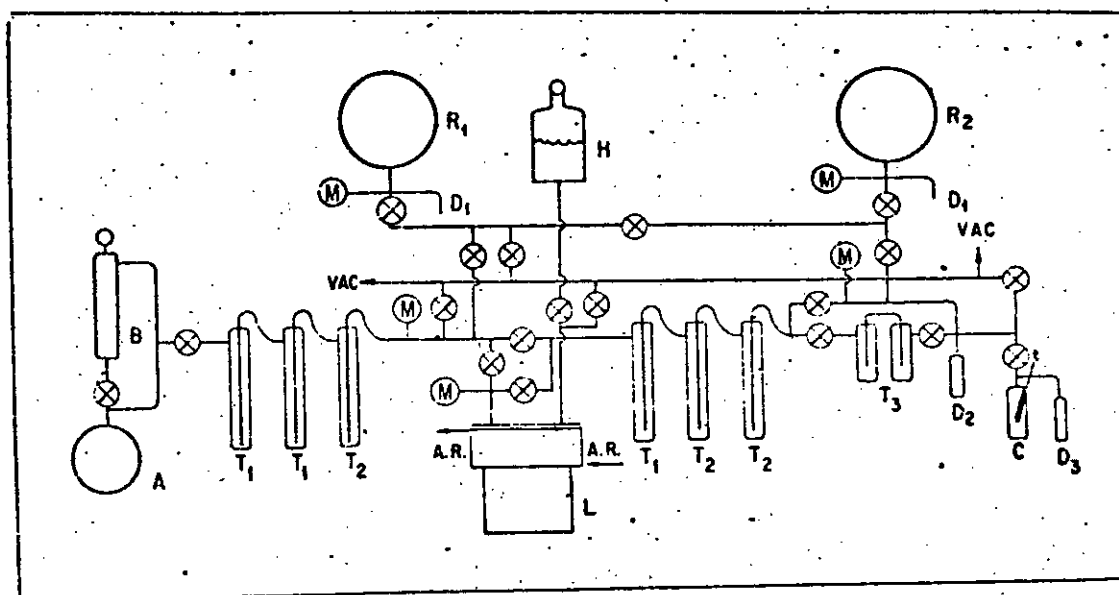 R₁
H
R₂
M
D₁
M
D₁
VAC
M
VAC
M
B
M
T₃
D₂
A
T₁
T₁
T₂
A.R.
A.R.
L
T₁
T₂
T₂
C
D₃